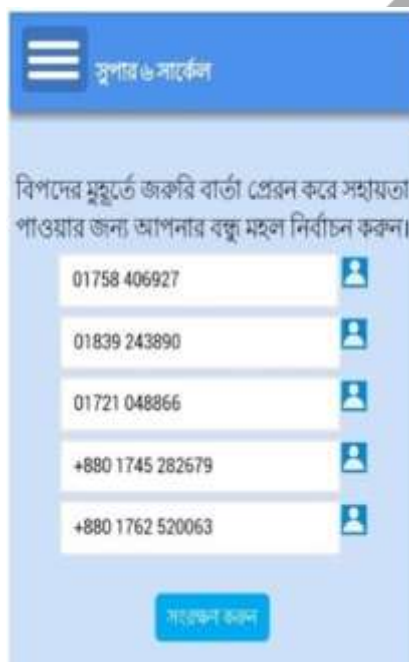 সুপার ৬ সার্কেল
বিপদের মুহূর্তে জরুরি বার্তা প্রেরন করে সহায়তা
পাওয়ার জন্য আপনার বন্ধু মহল নির্বাচন করুন।
01758 406927
01839 243890
01721 048866
+880 1745 282679
+880 1762 520063
সংরক্ষণ করুন